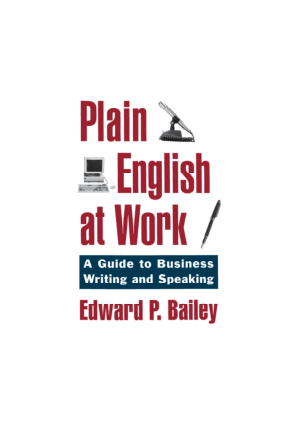 Plain
English
at Work
A Guide to Business
Writing and Speaking
Edward P. Bailey